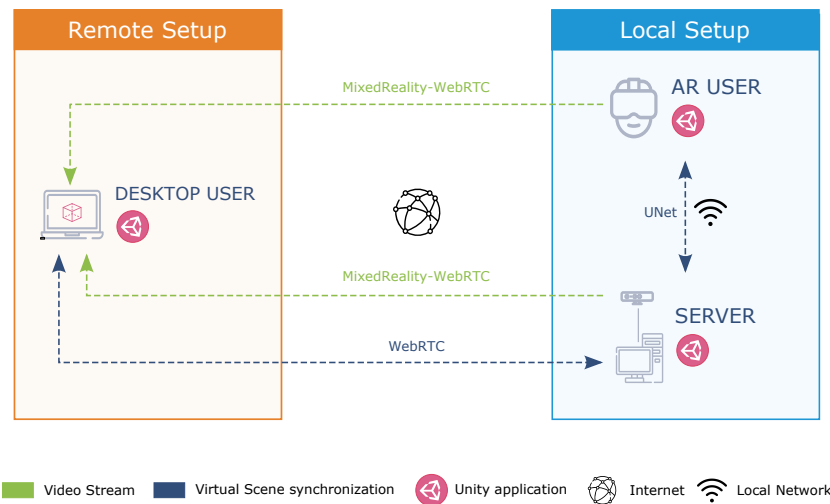 Remote Setup
Local Setup
MixedReality-WebRTC
AR USER
DESKTOP USER
UNet
MixedReality-WebRTC
SERVER
WebRTC
Video Stream
Virtual Scene synchronization
Unity application
Internet
Local Network